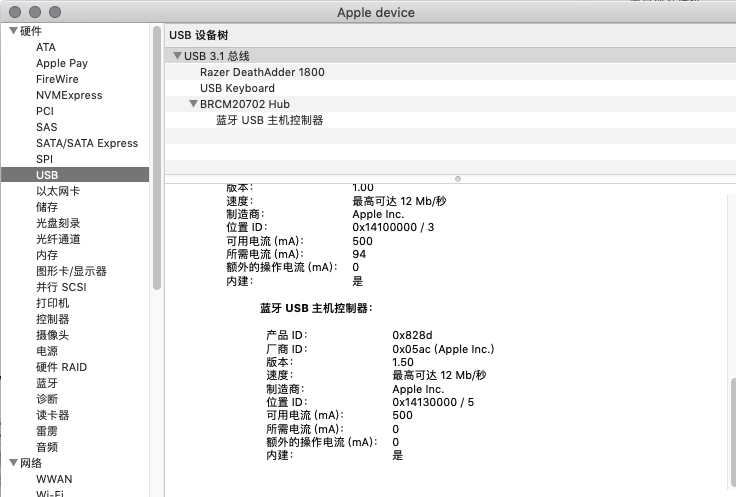 Apple device
硬件
ATA
Apple Pay
FireWire
NVMExpress
PCI
SAS
SATA/SATA Express
SPI
USB
以太网卡
储存
光盘刻录
光纤通道
内存
图形卡/显示器
并行 SCSI
打印机
控制器
摄像头
电源
硬件 RAID
蓝牙
诊断
读卡器
雷雳
音频
网络
WWAN
Wi-Fi
USB 设备树
USB 3.1 总线
Razer DeathAdder 1800
USB Keyboard
BRCM20702 Hub
蓝牙 USB 主机控制器
版本: 1.00
速度: 最高可达 12 Mb/秒
制造商: Apple Inc.
位置 ID: 0x14100000 / 3
可用电流 (mA): 500
所需电流 (mA): 94
额外的操作电流 (mA): 0
内建: 是
蓝牙 USB 主机控制器:
产品 ID: 0x828d
厂商 ID: 0x05ac (Apple Inc.)
版本: 1.50
速度: 最高可达 12 Mb/秒
制造商: Apple Inc.
位置 ID: 0x14130000 / 5
可用电流 (mA): 500
所需电流 (mA): 0
额外的操作电流 (mA): 0
内建: 是